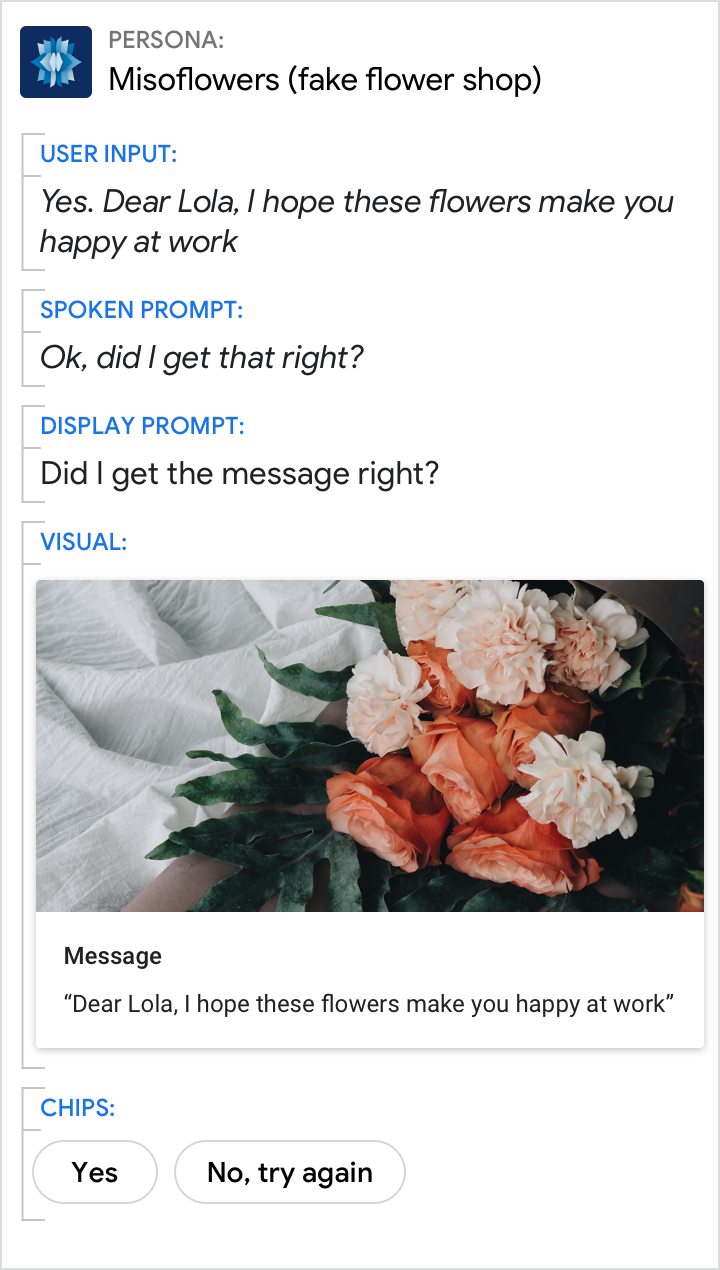 PERSONA:
Misoflowers (fake flower shop)
USER INPUT:
Yes. Dear Lola, I hope these flowers make you
happy at work
SPOKEN PROMPT:
Ok, did I get that right?
DISPLAY PROMPT:
Did I get the message right?
VISUAL:
Message
“Dear Lola, I hope these flowers make you happy at work”
CHIPS:
Yes
No, try again